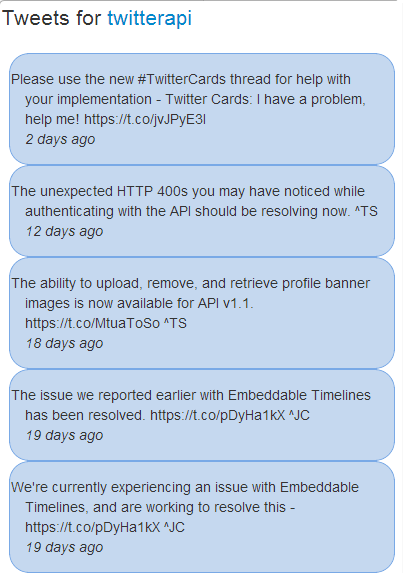 Tweets for twitterapi
Please use the new #TwitterCards thread for help with
your implementation - Twitter Cards: I have a problem,
help me! https://t.co/jvJPyE3l
2 days ago
The unexpected HTTP 400s you may have noticed while
authenticating with the API should be resolving now. ^TS
12 days ago
The ability to upload, remove, and retrieve profile banner
images is now available for API v1.1.
https://t.co/MtuaToSo ^TS
18 days ago
The issue we reported earlier with Embeddable Timelines
has been resolved. https://t.co/pDyHa1kX ^JC
19 days ago
We're currently experiencing an issue with Embeddable
Timelines, and are working to resolve this -
https://t.co/pDyHa1kX ^JC
19 days ago